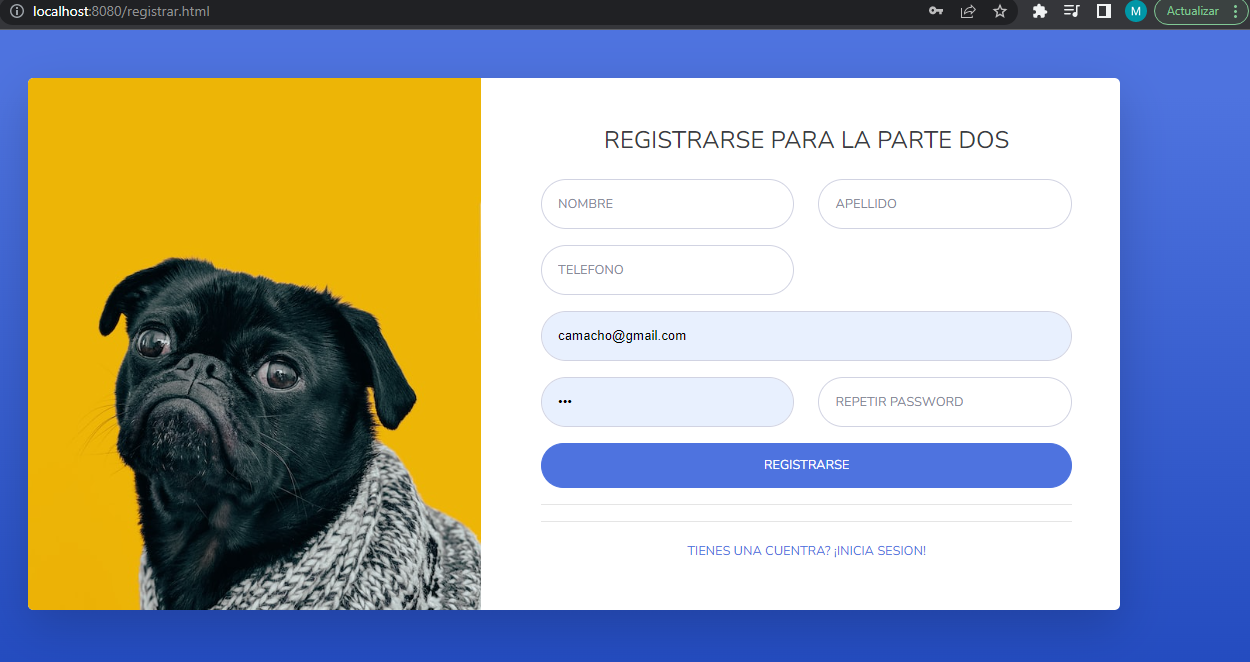 localhost:8080/registrar.html
M
Actualizar
REGISTRARSE PARA LA PARTE DOS
NOMBRE
APELLIDO
TELEFONO
camacho@gmail.com
•••
REPETIR PASSWORD
REGISTRARSE
TIENES UNA CUENTRA? ¡INICIA SESION!